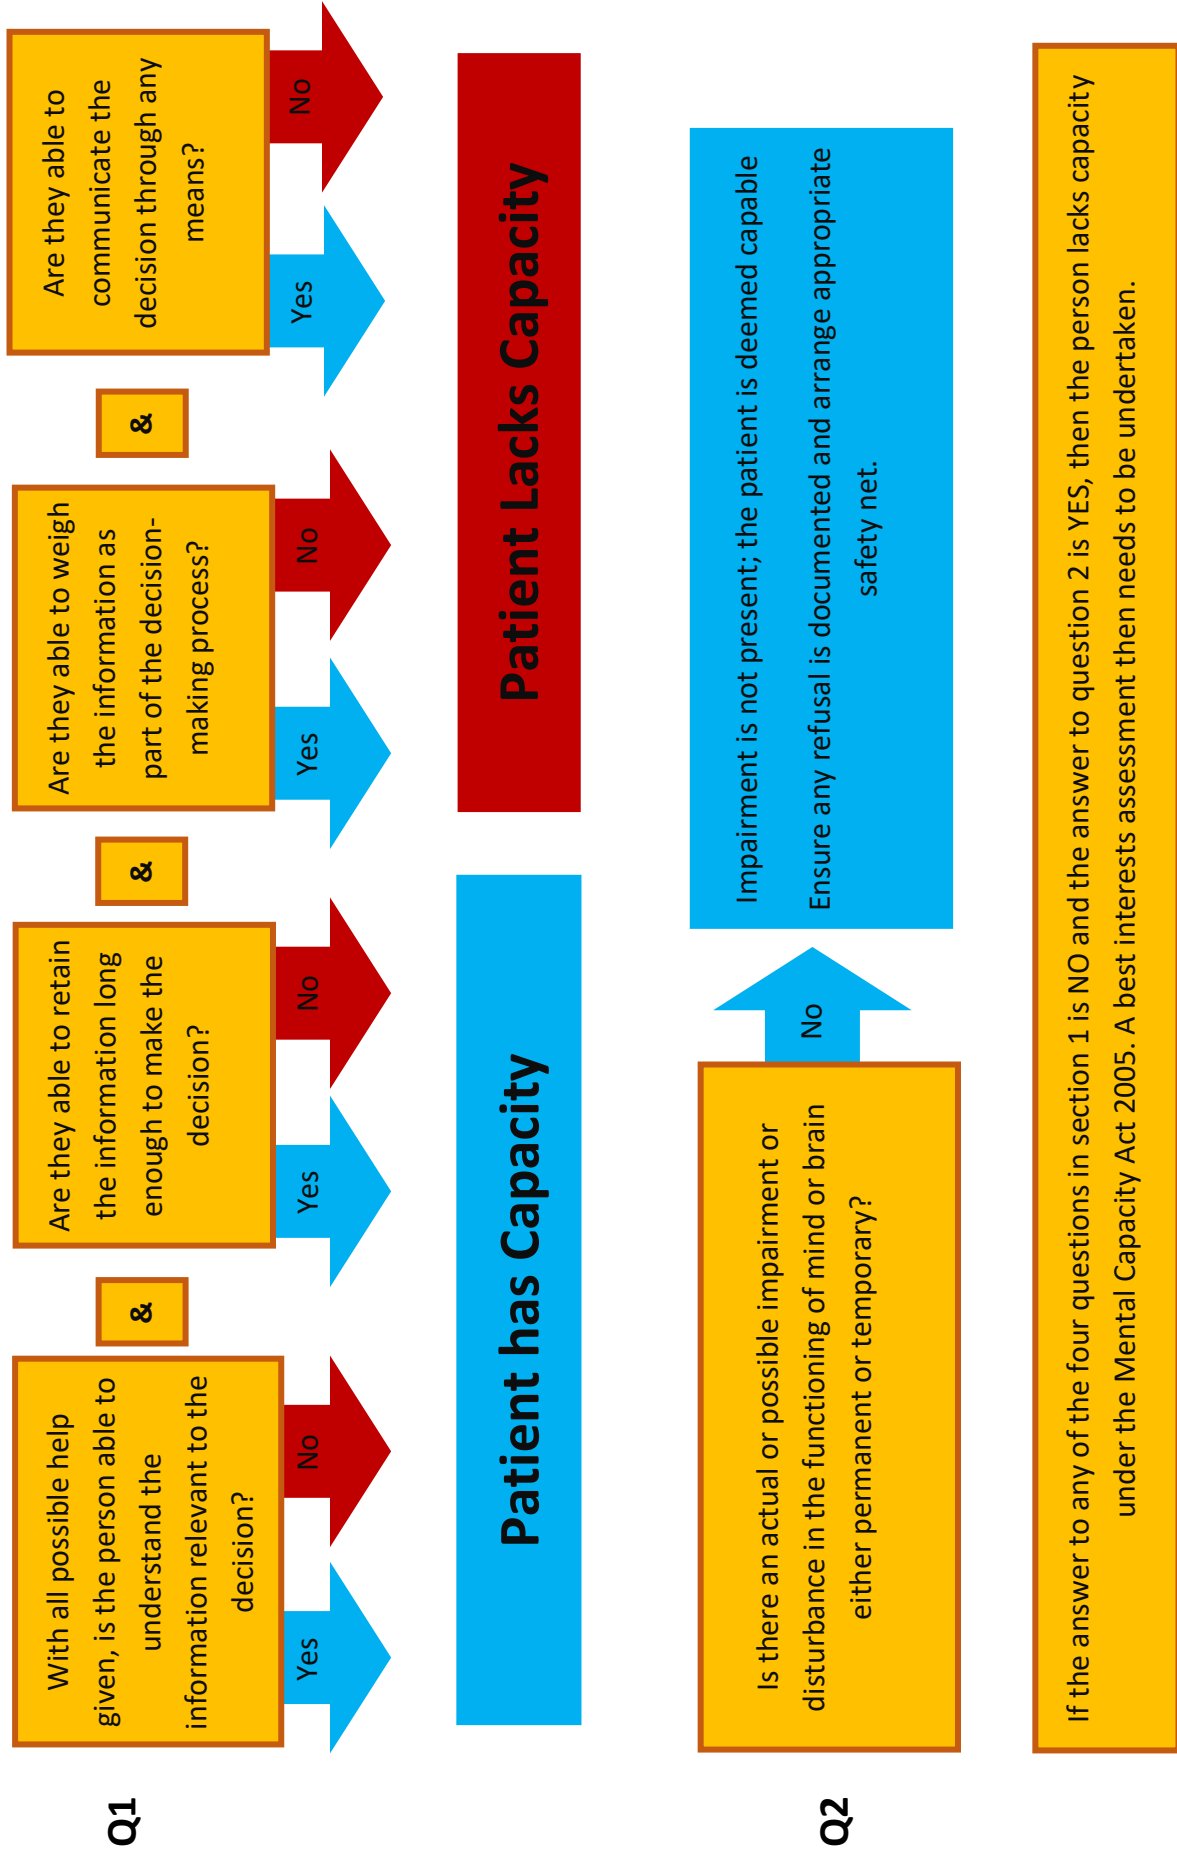 Q1
With all possible help
given, is the person able to
understand the
information relevant to the
decision?
Yes
No
&
Are they able to retain
the information long
enough to make the
decision?
Yes
No
&
Are they able to weigh
the information as
part of the decision-
making process?
Yes
No
&
Are they able to
communicate the
decision through any
means?
Yes
No
Patient has Capacity
Patient Lacks Capacity
Q2
Is there an actual or possible impairment or
disturbance in the functioning of mind or brain
either permanent or temporary?
No
Impairment is not present; the patient is deemed capable
Ensure any refusal is documented and arrange appropriate
safety net.
If the answer to any of the four questions in section 1 is NO and the answer to question 2 is YES, then the person lacks capacity
under the Mental Capacity Act 2005. A best interests assessment then needs to be undertaken.